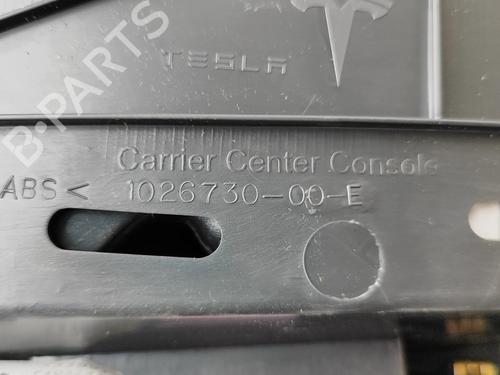 B-PARTS
TESLA
Carrier Center Console
ABS < 1026730-00-E